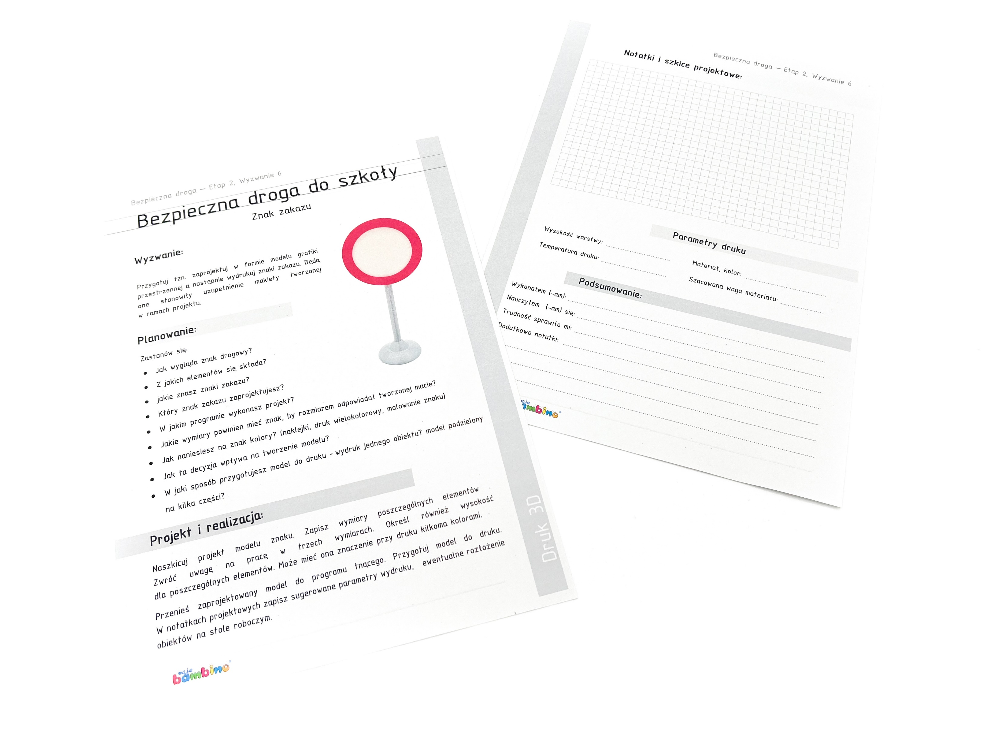 Bezpieczna droga — Etap 2, Wyzwanie 6
Bezpieczna droga do szkoły
Znak zakazu
Wyzwanie:
Przygotuj tzn. zaprojektuj w formie modelu grafiki
przestrzennej a następnie wydrukuj znaki zakazu. Będą
one stanowiły uzupełnienie makiety tworzonej
w ramach projektu.
Planowanie:
Zastanów się:
• Jak wygląda znak drogowy?
• Z jakich elementów się składa?
• jakie znasz znaki zakazu?
• Który znak zakazu zaprojektujesz?
• W jakim programie wykonasz projekt?
• Jakie wymiary powinien mieć znak, by rozmiarem odpowiadał tworzonej macie?
• Jak naniesiesz na znak kolory? (naklejki, druk wielokolorowy, malowanie znaku)
• Jak ta decyzja wpływa na tworzenie modelu?
• W jaki sposób przygotujesz model do druku - wydruk jednego obiektu? model podzielony
na kilka części?
Projekt i realizacja:
Naszkicuj projekt modelu znaku. Zapisz wymiary poszczególnych elementów .
Zwróć uwagę na pracę w trzech wymiarach. Określ również wysokość
dla poszczególnych elementów. Może mieć ona znaczenie przy druku kilkoma kolorami.
Przenieś zaprojektowany model do programu tnącego. Przygotuj model do druku.
W notatkach projektowych zapisz sugerowane parametry wydruku, ewentualne rozłożenie
obiektów na stole roboczym.
Druk 3D
moje
bambino®
Bezpieczna droga — Etap 2, Wyzwanie 6
Notatki i szkice projektowe:
Parametry druku
Wysokość warstwy:
Temperatura druku:
Materiał, kolor:
Szacowana waga materiału:
Podsumowanie:
Wykonałem (-am):
Nauczyłem (-am) się:
Trudność sprawiło mi:
Dodatkowe notatki:
moje
bambino®